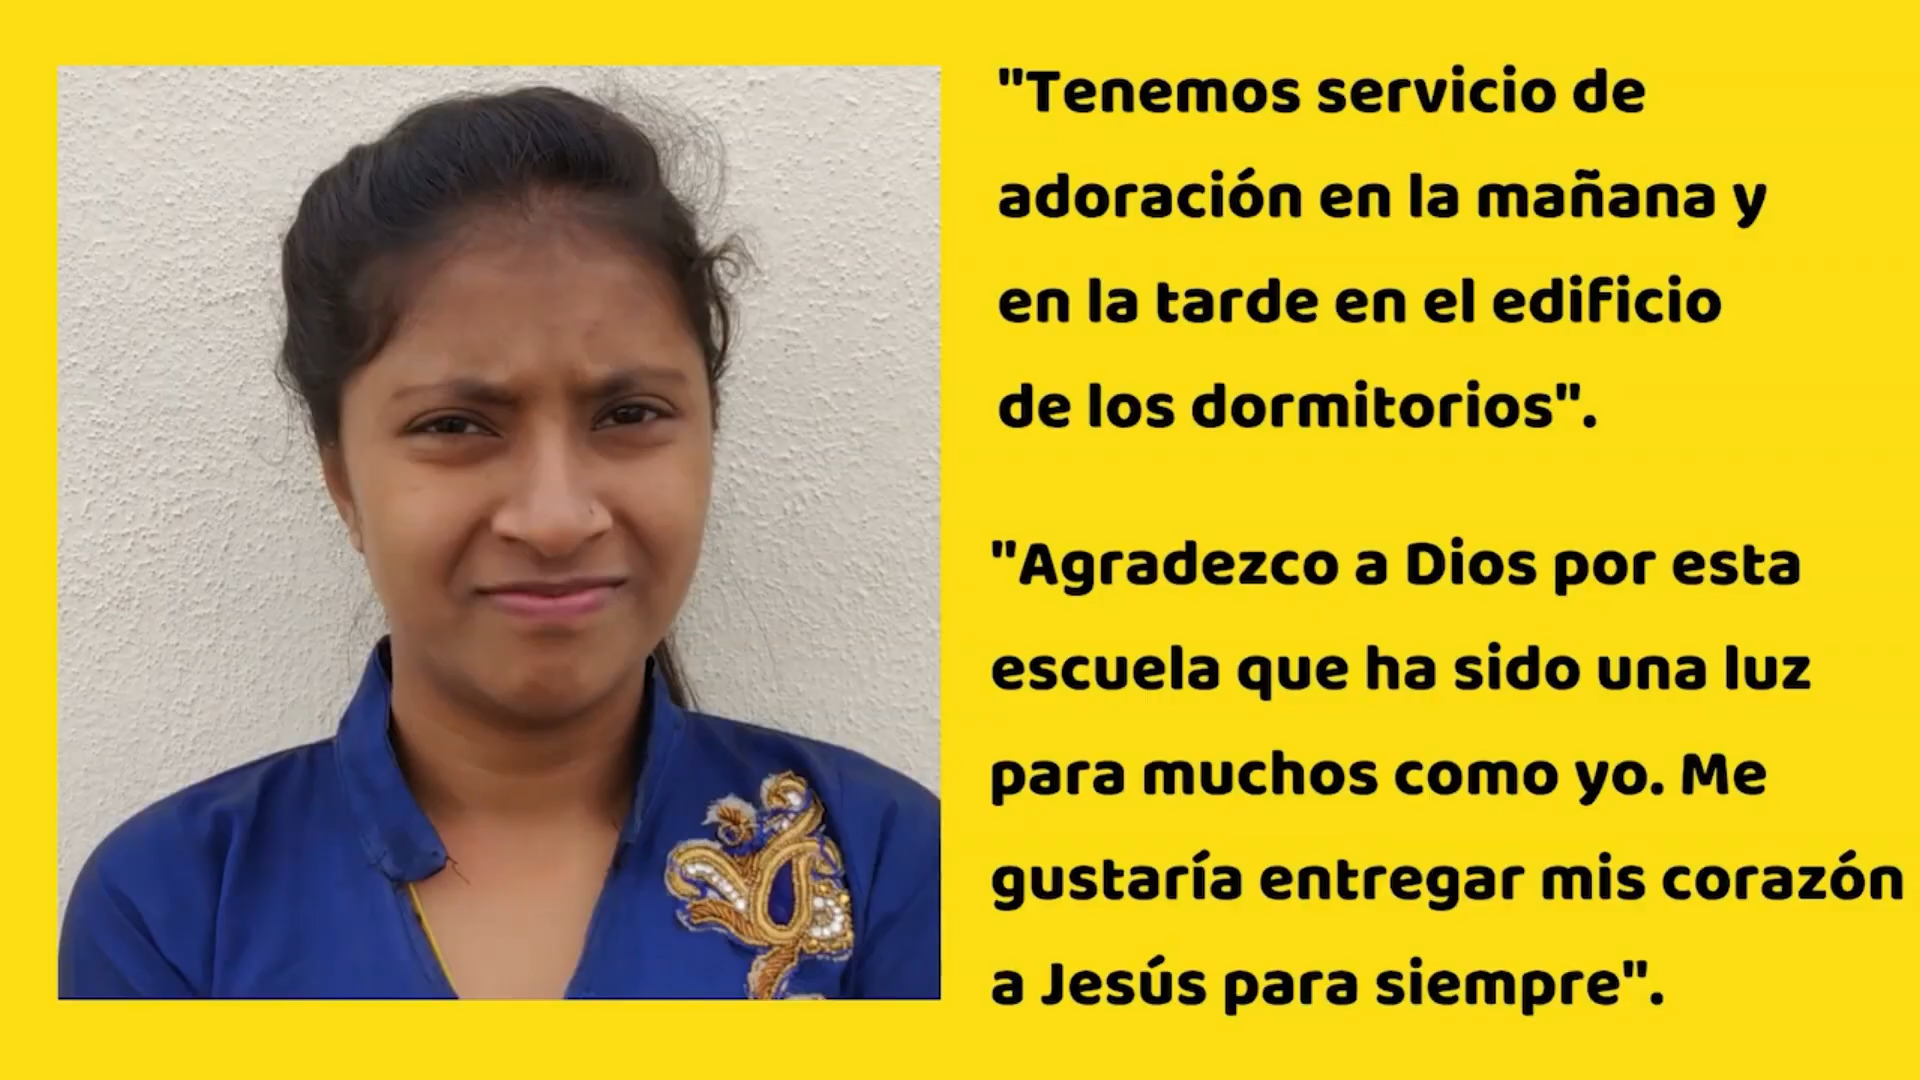 "Tenemos servicio de
adoración en la mañana y
en la tarde en el edificio
de los dormitorios".
"Agradezco a Dios por esta
escuela que ha sido una luz
para muchos como yo. Me
gustaría entregar mis corazón
a Jesús para siempre".